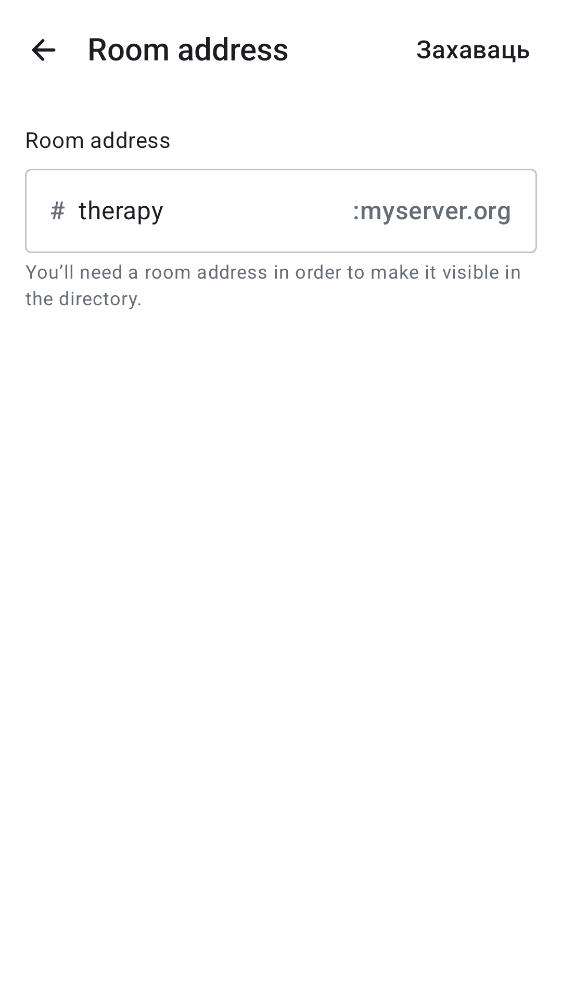 Room address
Захаваць
Room address
# therapy :myserver.org
You’ll need a room address in order to make it visible in
the directory.